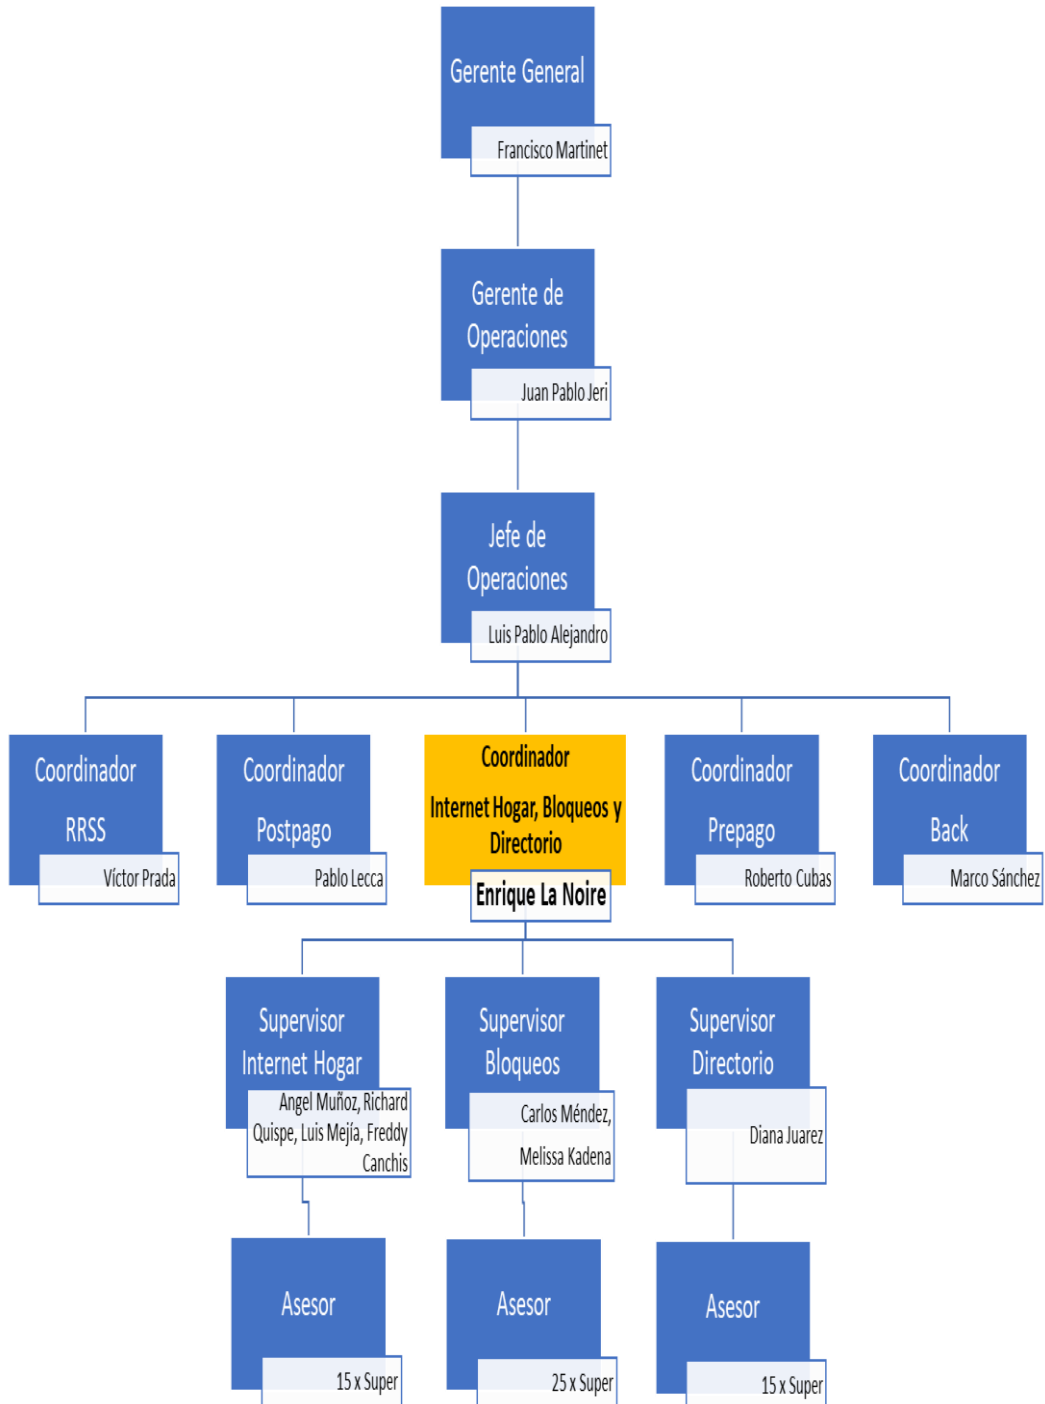 Gerente General
Francisco Martinet
Gerente de
Operaciones
Juan Pablo Jeri
Jefe de
Operaciones
Luis Pablo Alejandro
Coordinador
RRSS
Víctor Prada
Coordinador
Postpago
Pablo Lecca
Coordinador
Internet Hogar, Bloqueos y
Directorio
Enrique La Noire
Coordinador
Prepago
Roberto Cubas
Coordinador
Back
Marco Sánchez
Supervisor
Internet Hogar
Angel Muñoz, Richard
Quispe, Luis Mejía, Freddy
Canchis
Supervisor
Bloqueos
Carlos Méndez,
Melissa Kadena
Supervisor
Directorio
Diana Juarez
Asesor
15 x Super
Asesor
25 x Super
Asesor
15 x Super